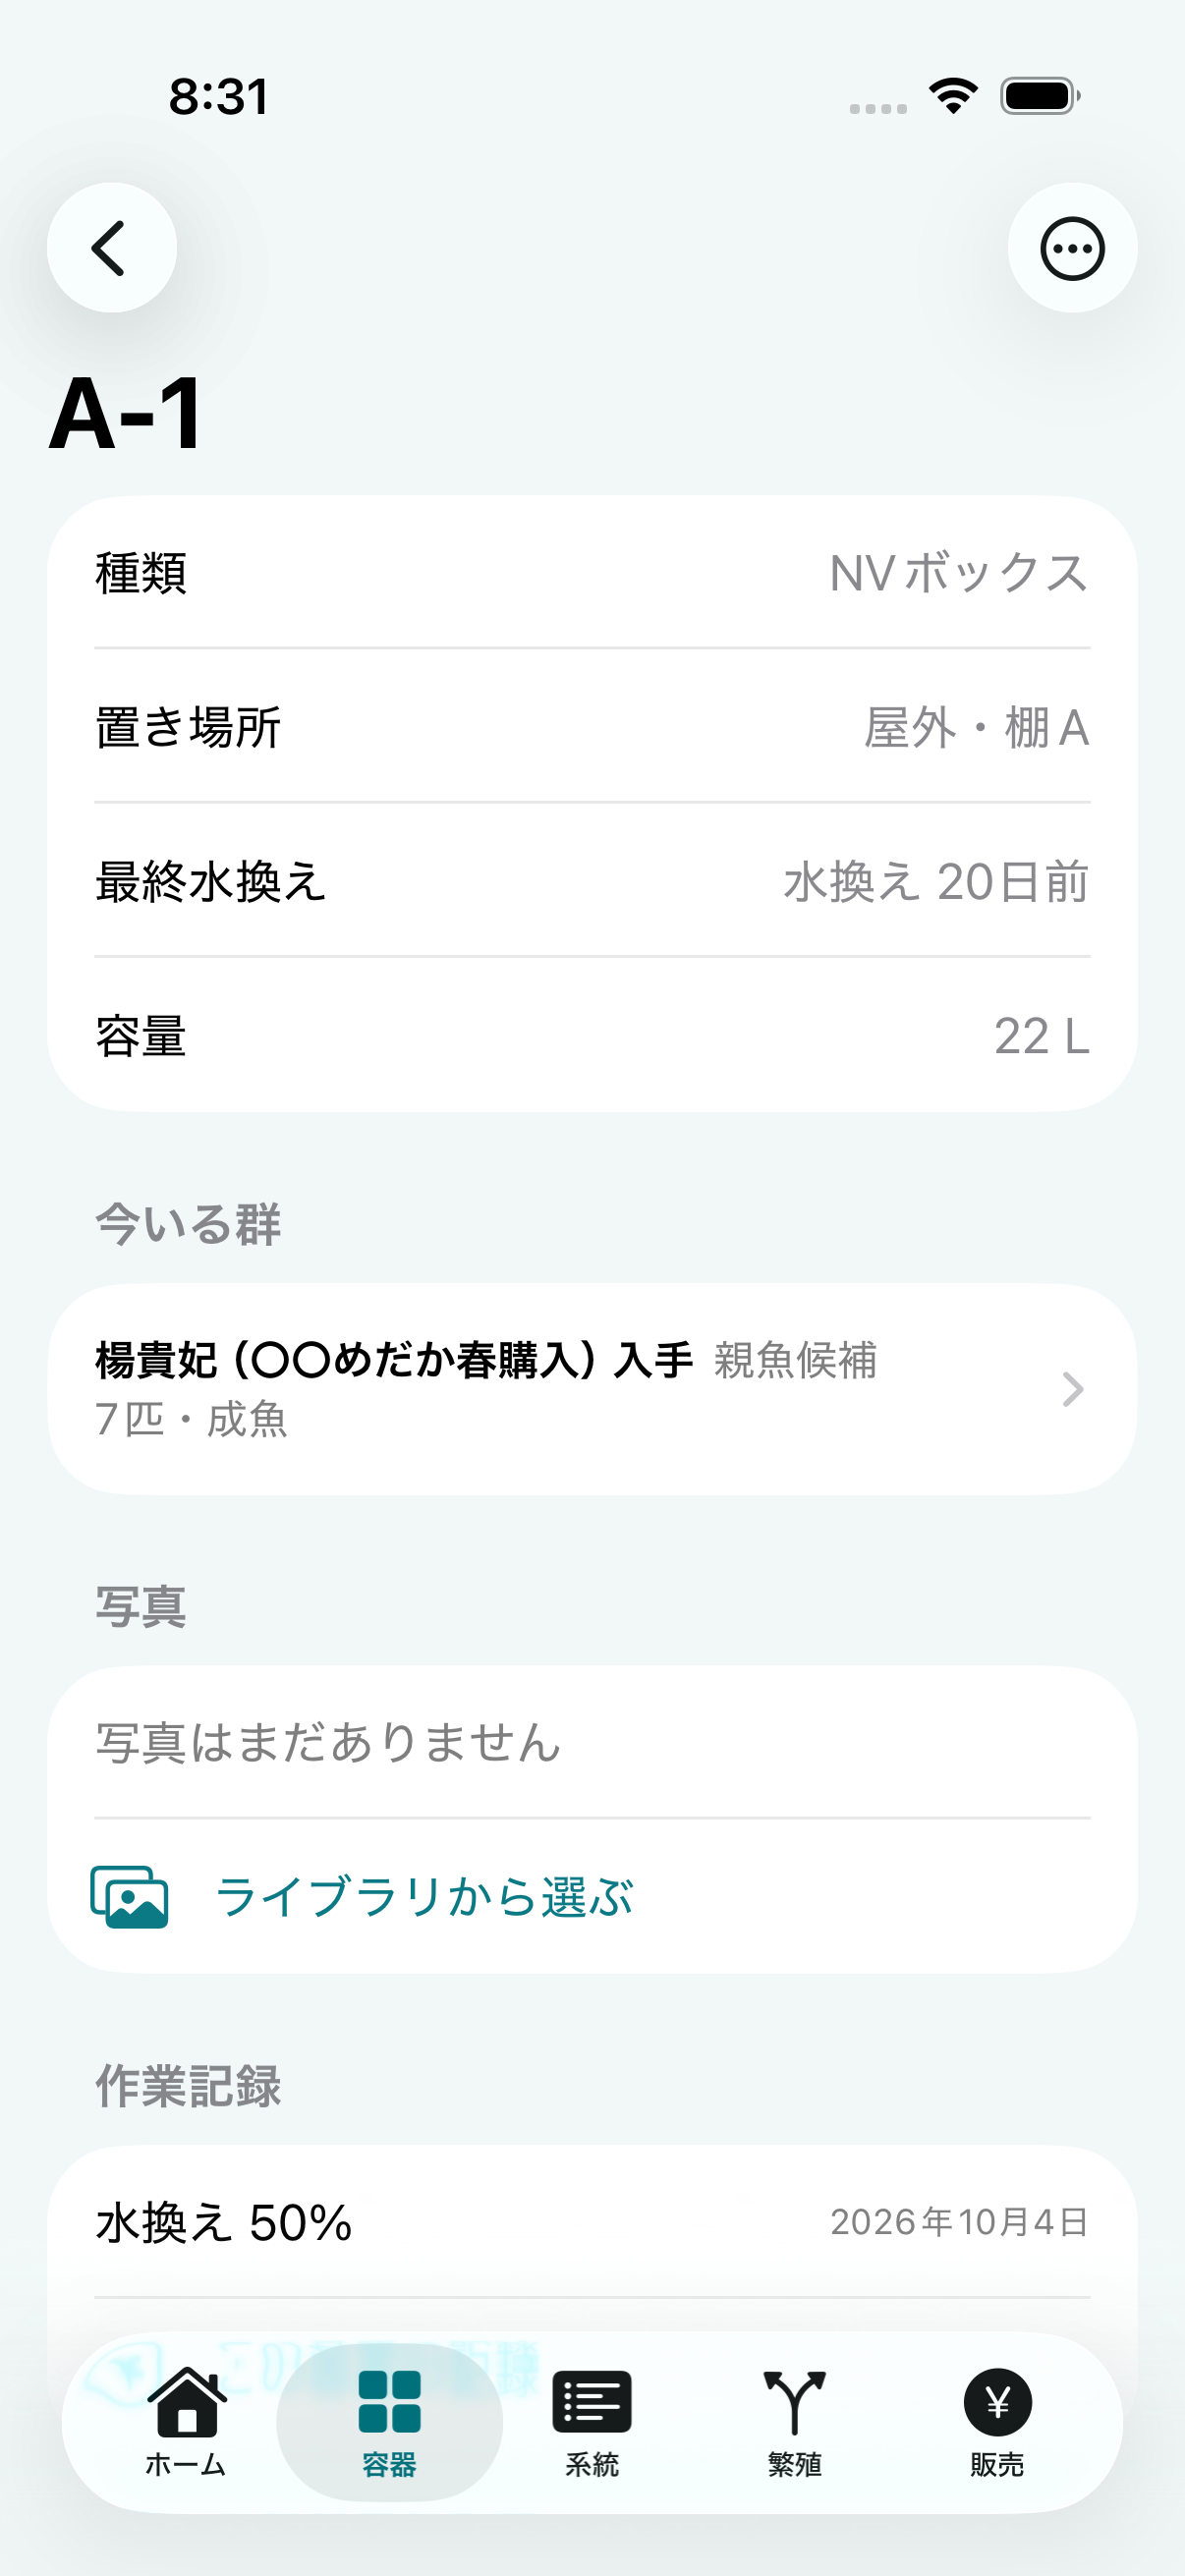 8:31
A-1
種類 NVボックス
置き場所 屋外・棚A
最終水換え 水換え 20日前
容量 22 L
今いる群
楊貴妃（〇〇めだか春購入）入手 親魚候補
7匹・成魚
写真
写真はまだありません
ライブラリから選ぶ
作業記録
水換え 50% 2026年10月4日
ホーム 容器 系統 繁殖 販売